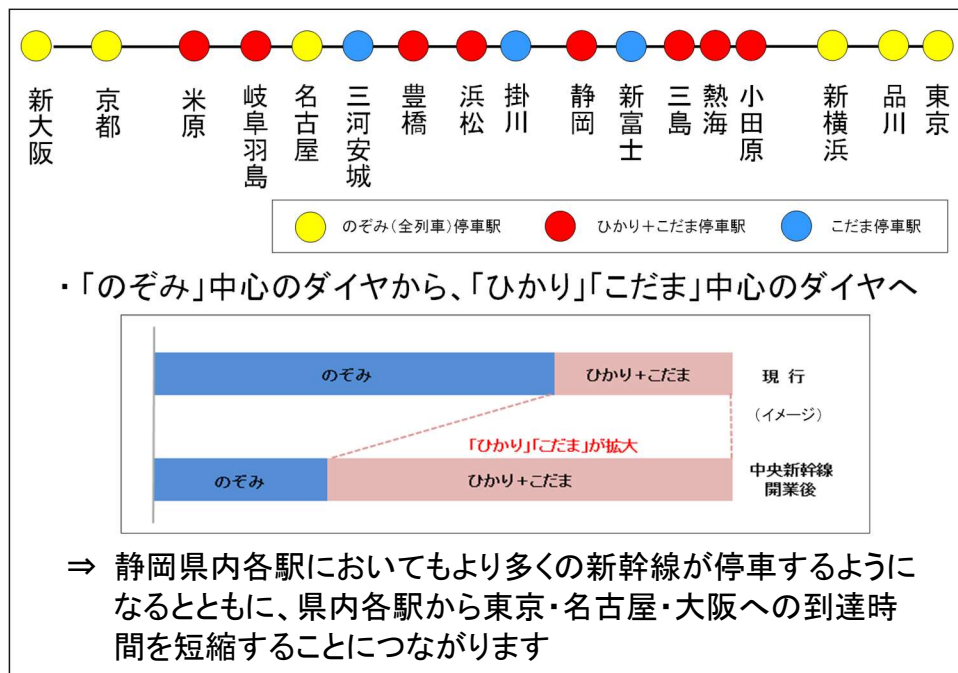 新大阪
京都
米原
岐阜羽島
名古屋
三河安城
豊橋
浜松
掛川
静岡
新富士
三島
熱海
小田原
新横浜
品川
東京
のぞみ(全列車)停車駅
ひかり+こだま停車駅
こだま停車駅
・「のぞみ」中心のダイヤから、「ひかり」「こだま」中心のダイヤへ
のぞみ
ひかり+こだま
現 行
(イメージ)
「ひかり」「こだま」が拡大
のぞみ
ひかり+こだま
中央新幹線
開業後
⇒ 静岡県内各駅においてもより多くの新幹線が停車するように
なるとともに、県内各駅から東京・名古屋・大阪への到達時
間を短縮することにつながります